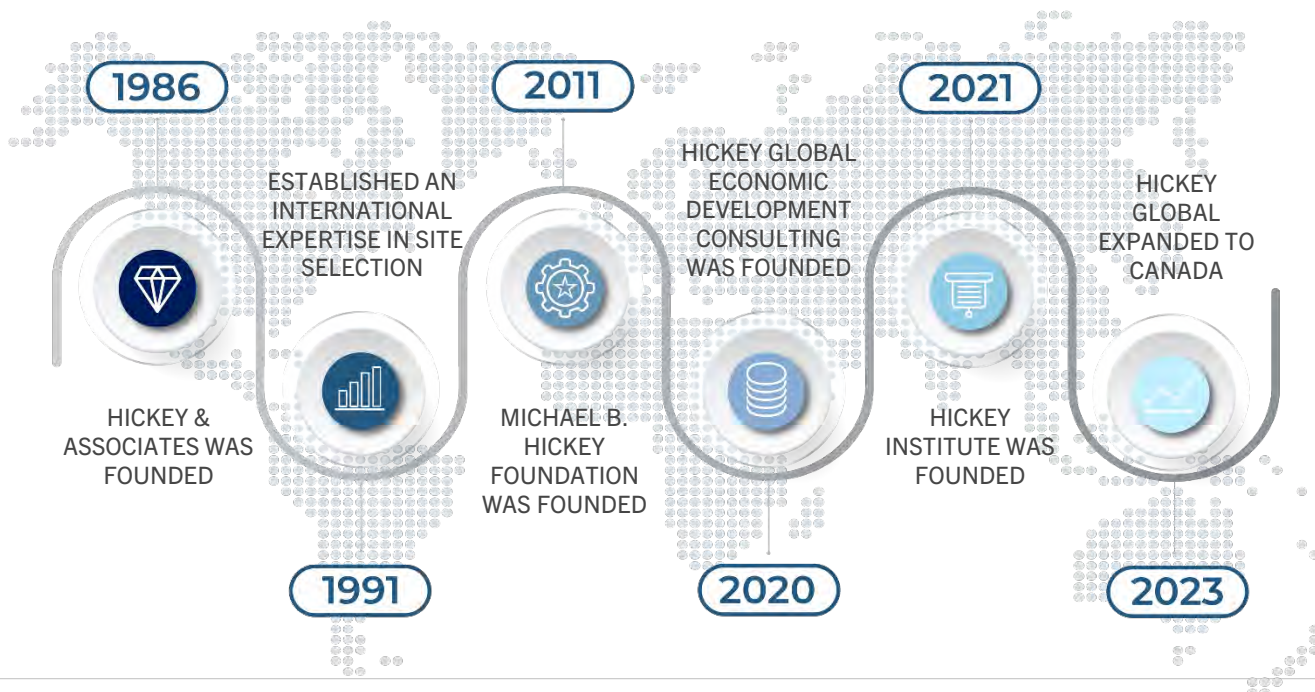 1986
HICKEY &
ASSOCIATES WAS
FOUNDED
ESTABLISHED AN
INTERNATIONAL
EXPERTISE IN SITE
SELECTION
1991
2011
MICHAEL B.
HICKEY
FOUNDATION
WAS FOUNDED
HICKEY GLOBAL
ECONOMIC
DEVELOPMENT
CONSULTING
WAS FOUNDED
2020
2021
HICKEY
INSTITUTE WAS
FOUNDED
HICKEY
GLOBAL
EXPANDED TO
CANADA
2023